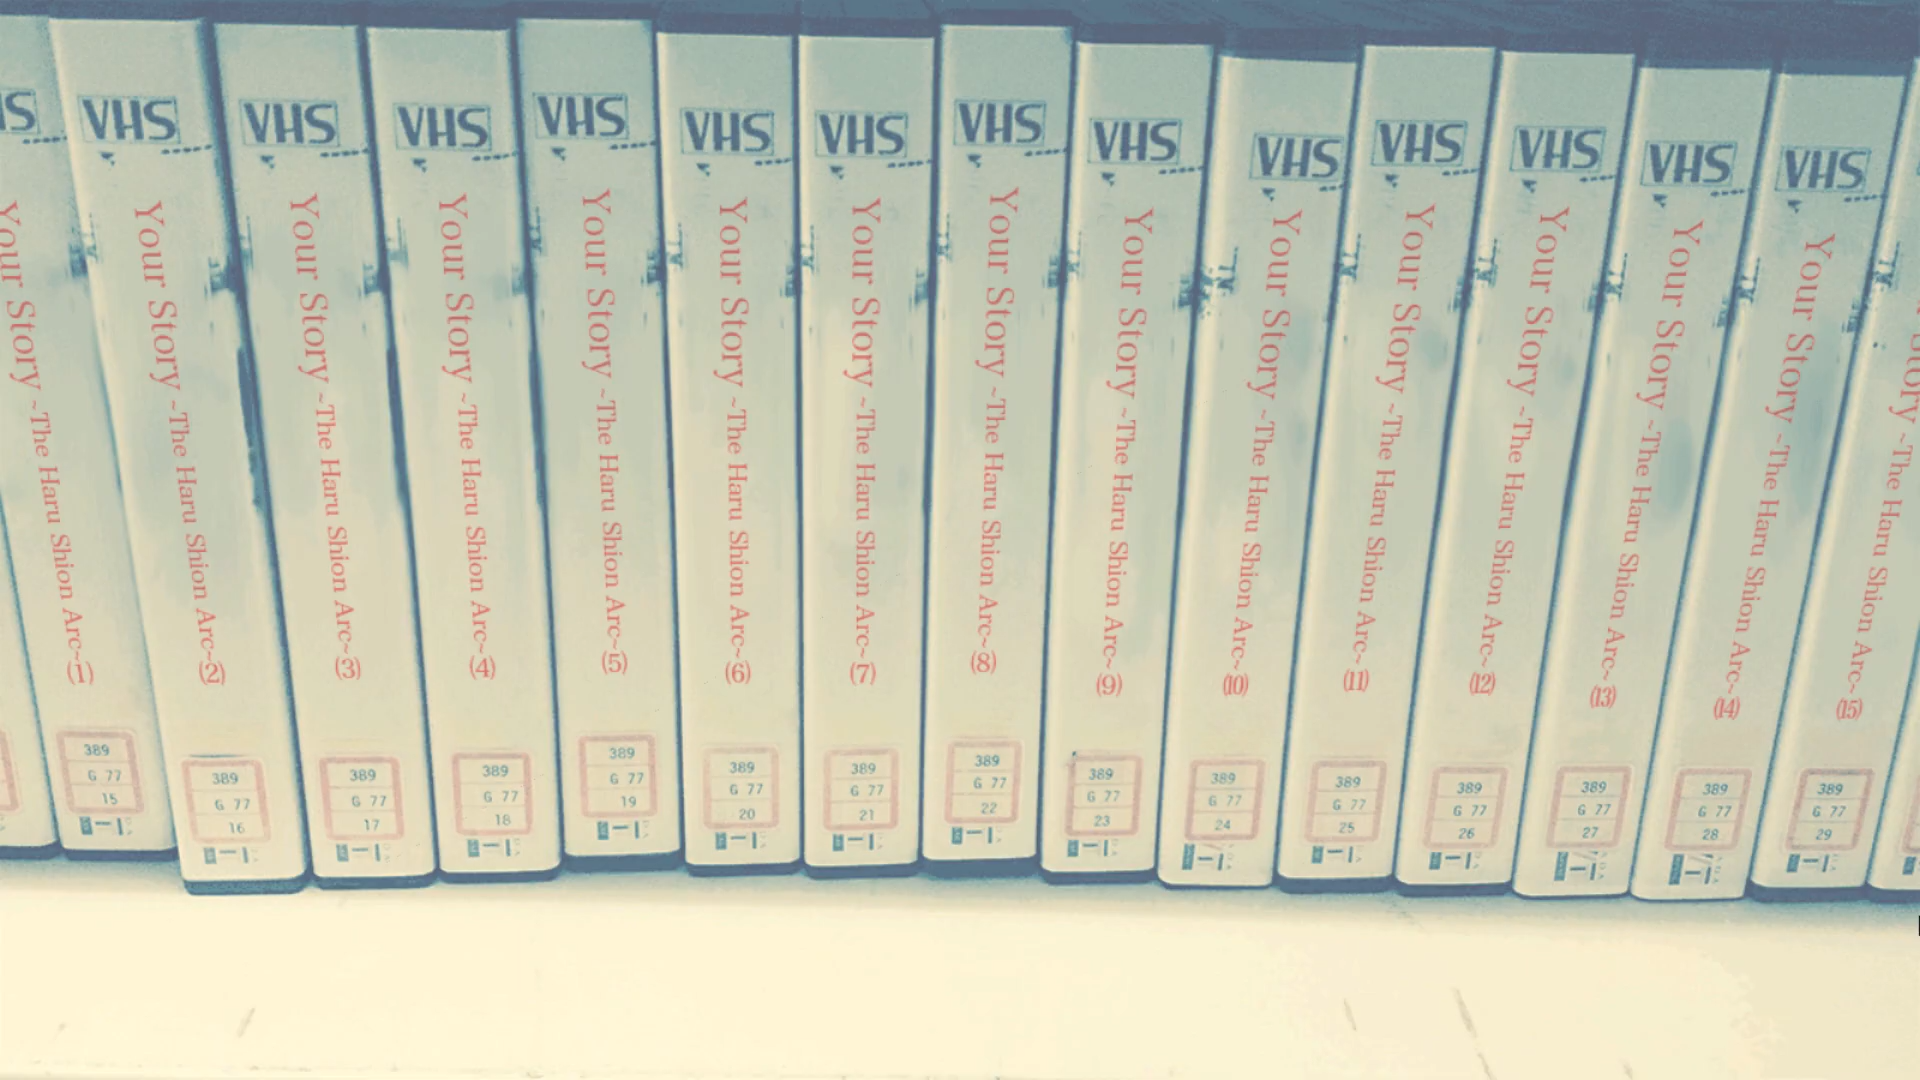 VHS
Your Story ~The Haru Shion Arc~(1)
389
G 77
15
VHS
Your Story ~The Haru Shion Arc~(2)
389
G 77
16
VHS
Your Story ~The Haru Shion Arc~(3)
389
G 77
17
VHS
Your Story ~The Haru Shion Arc~(4)
389
G 77
18
VHS
Your Story ~The Haru Shion Arc~(5)
389
G 77
19
VHS
Your Story ~The Haru Shion Arc~(6)
389
G 77
20
VHS
Your Story ~The Haru Shion Arc~(7)
389
G 77
21
VHS
Your Story ~The Haru Shion Arc~(8)
389
G 77
22
VHS
Your Story ~The Haru Shion Arc~(9)
389
G 77
23
VHS
Your Story ~The Haru Shion Arc~(10)
389
G 77
24
VHS
Your Story ~The Haru Shion Arc~(11)
389
G 77
25
VHS
Your Story ~The Haru Shion Arc~(12)
389
G 77
26
VHS
Your Story ~The Haru Shion Arc~(13)
389
G 77
27
VHS
Your Story ~The Haru Shion Arc~(14)
389
G 77
28
Your Story ~The Haru Shion Arc~(15)
389
G 77
29